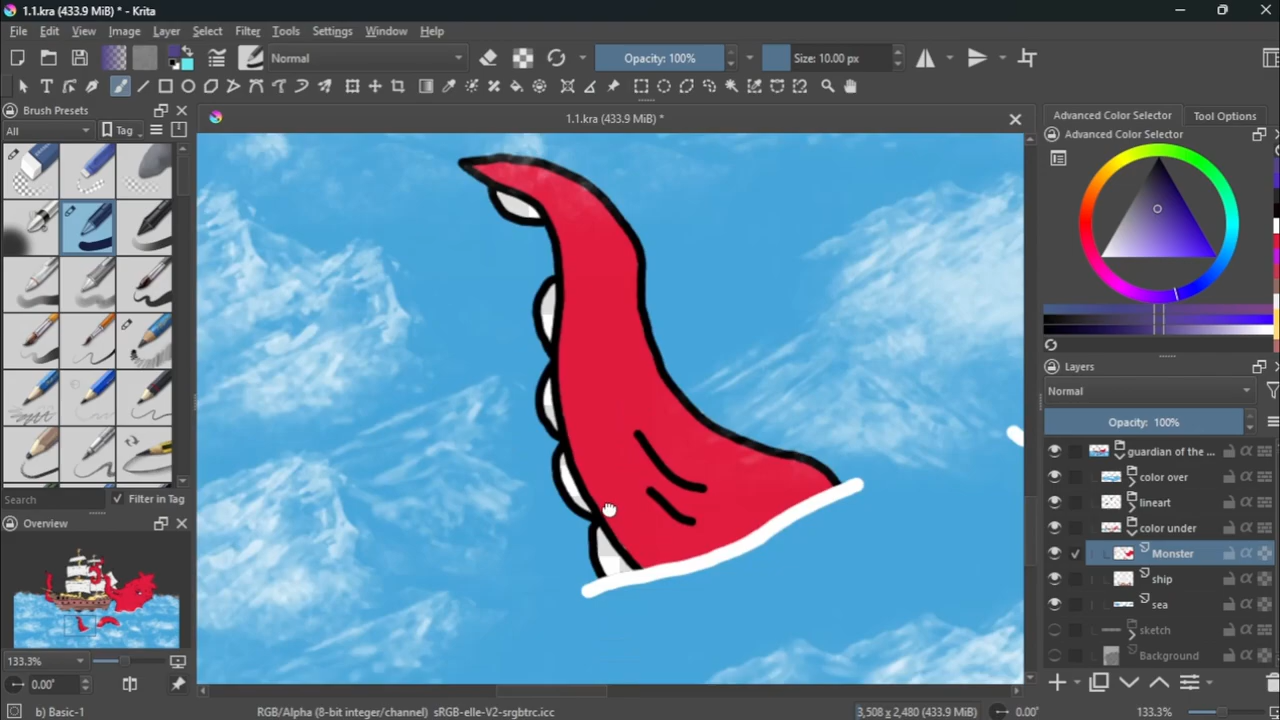 1.1.kra (433.9 MiB) * - Krita
File Edit View Image Layer Select Filter Tools Settings Window Help
Normal Opacity: 100% Size: 10.00 px
Brush Presets
All Tag
1.1.kra (433.9 MiB) *
Search Filter in Tag
Overview
133.3%
0.00°
b) Basic-1 RGB/Alpha (8-bit integer/channel) sRGB-elle-V2-srgbtrc.icc 3,508 x 2,480 (433.9 MiB) 0.00° 133.3%
Advanced Color Selector Tool Options
Advanced Color Selector
Layers
Normal
Opacity: 100%
guardian of the ...
color over
lineart
color under
Monster
ship
sea
sketch
Background